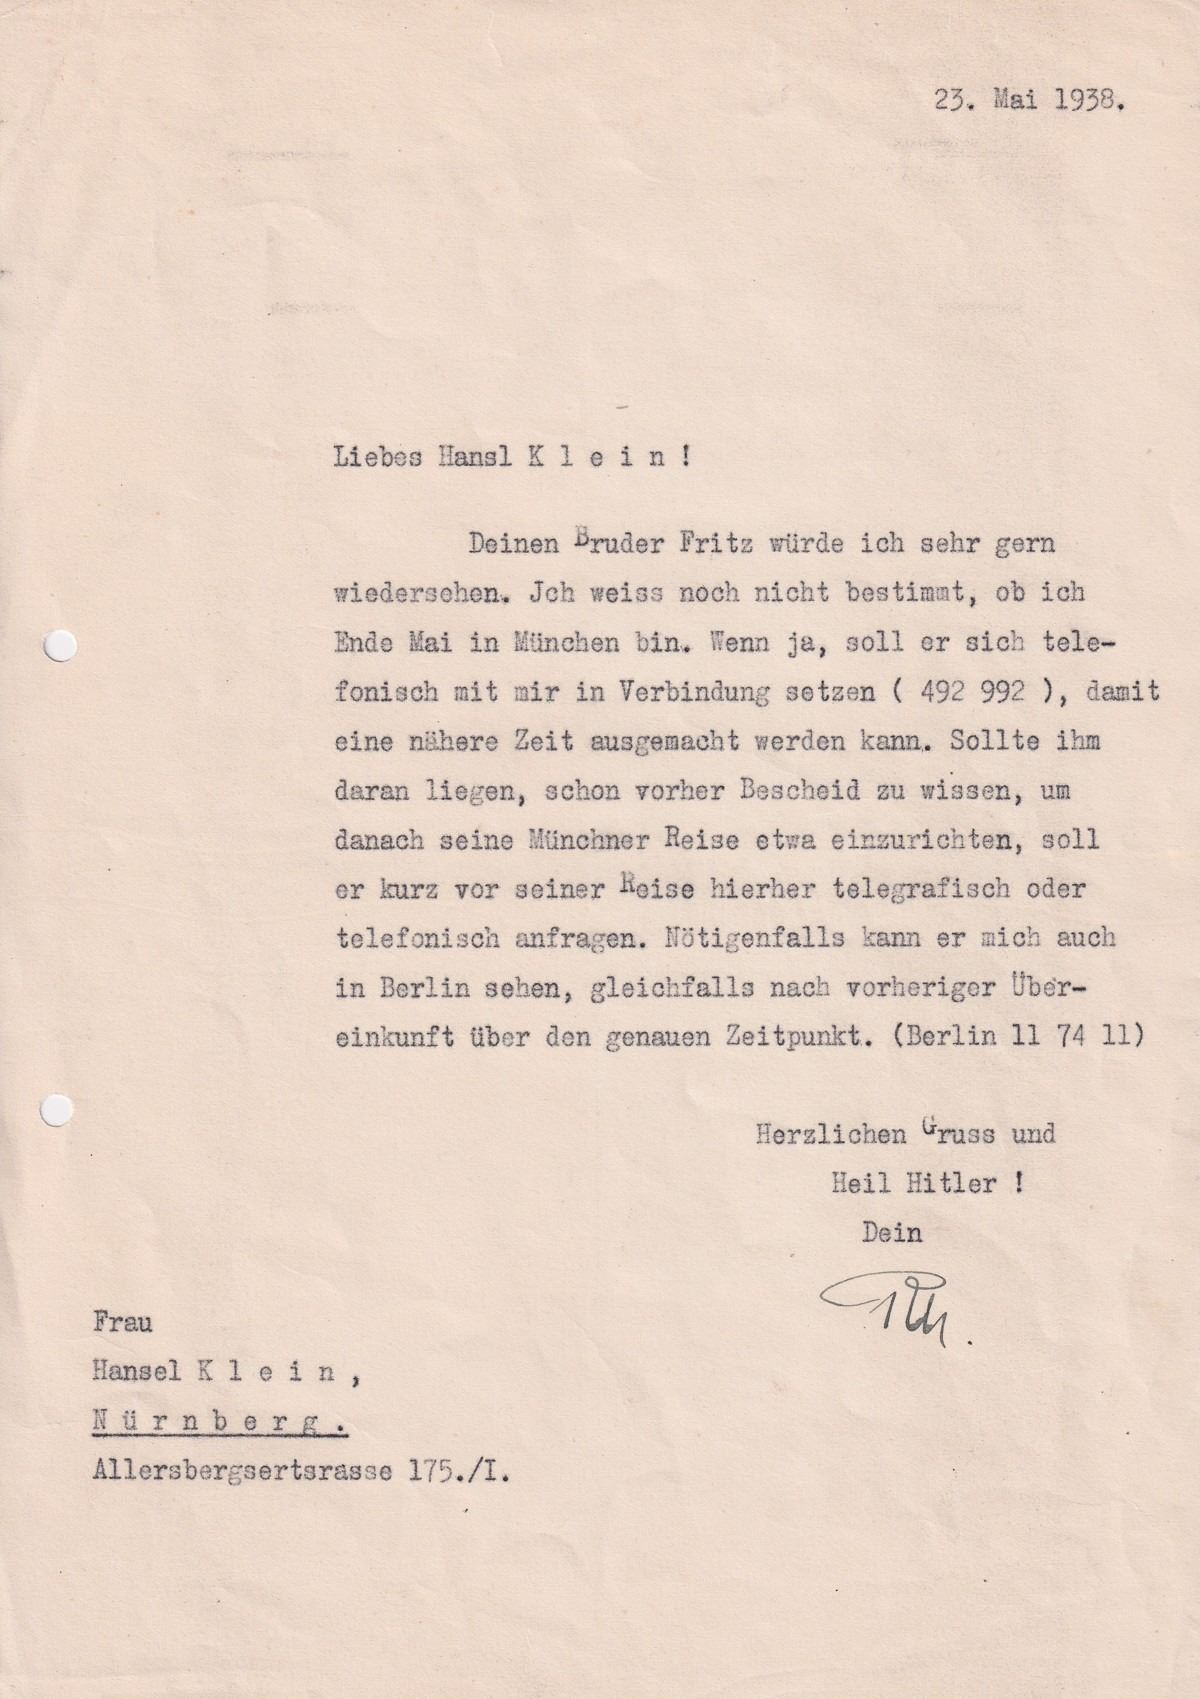 23. Mai 1938.
Liebes Hansl K l e i n !
Deinen Bruder Fritz würde ich sehr gern
wiedersehen. Jch weiss noch nicht bestimmt, ob ich
Ende Mai in München bin. Wenn ja, soll er sich tele-
fonisch mit mir in Verbindung setzen ( 492 992 ), damit
eine nähere Zeit ausgemacht werden kann. Sollte ihm
daran liegen, schon vorher Bescheid zu wissen, um
danach seine Münchner Reise etwa einzurichten, soll
er kurz vor seiner Reise hierher telegrafisch oder
telefonisch anfragen. Nötigenfalls kann er mich auch
in Berlin sehen, gleichfalls nach vorheriger Über-
einkunft über den genauen Zeitpunkt. (Berlin 11 74 11)
Herzlichen Gruss und
Heil Hitler !
Dein
Frau
Hansel K l e i n ,
N ü r n b e r g .
Allersbergsertsrasse 175./I.